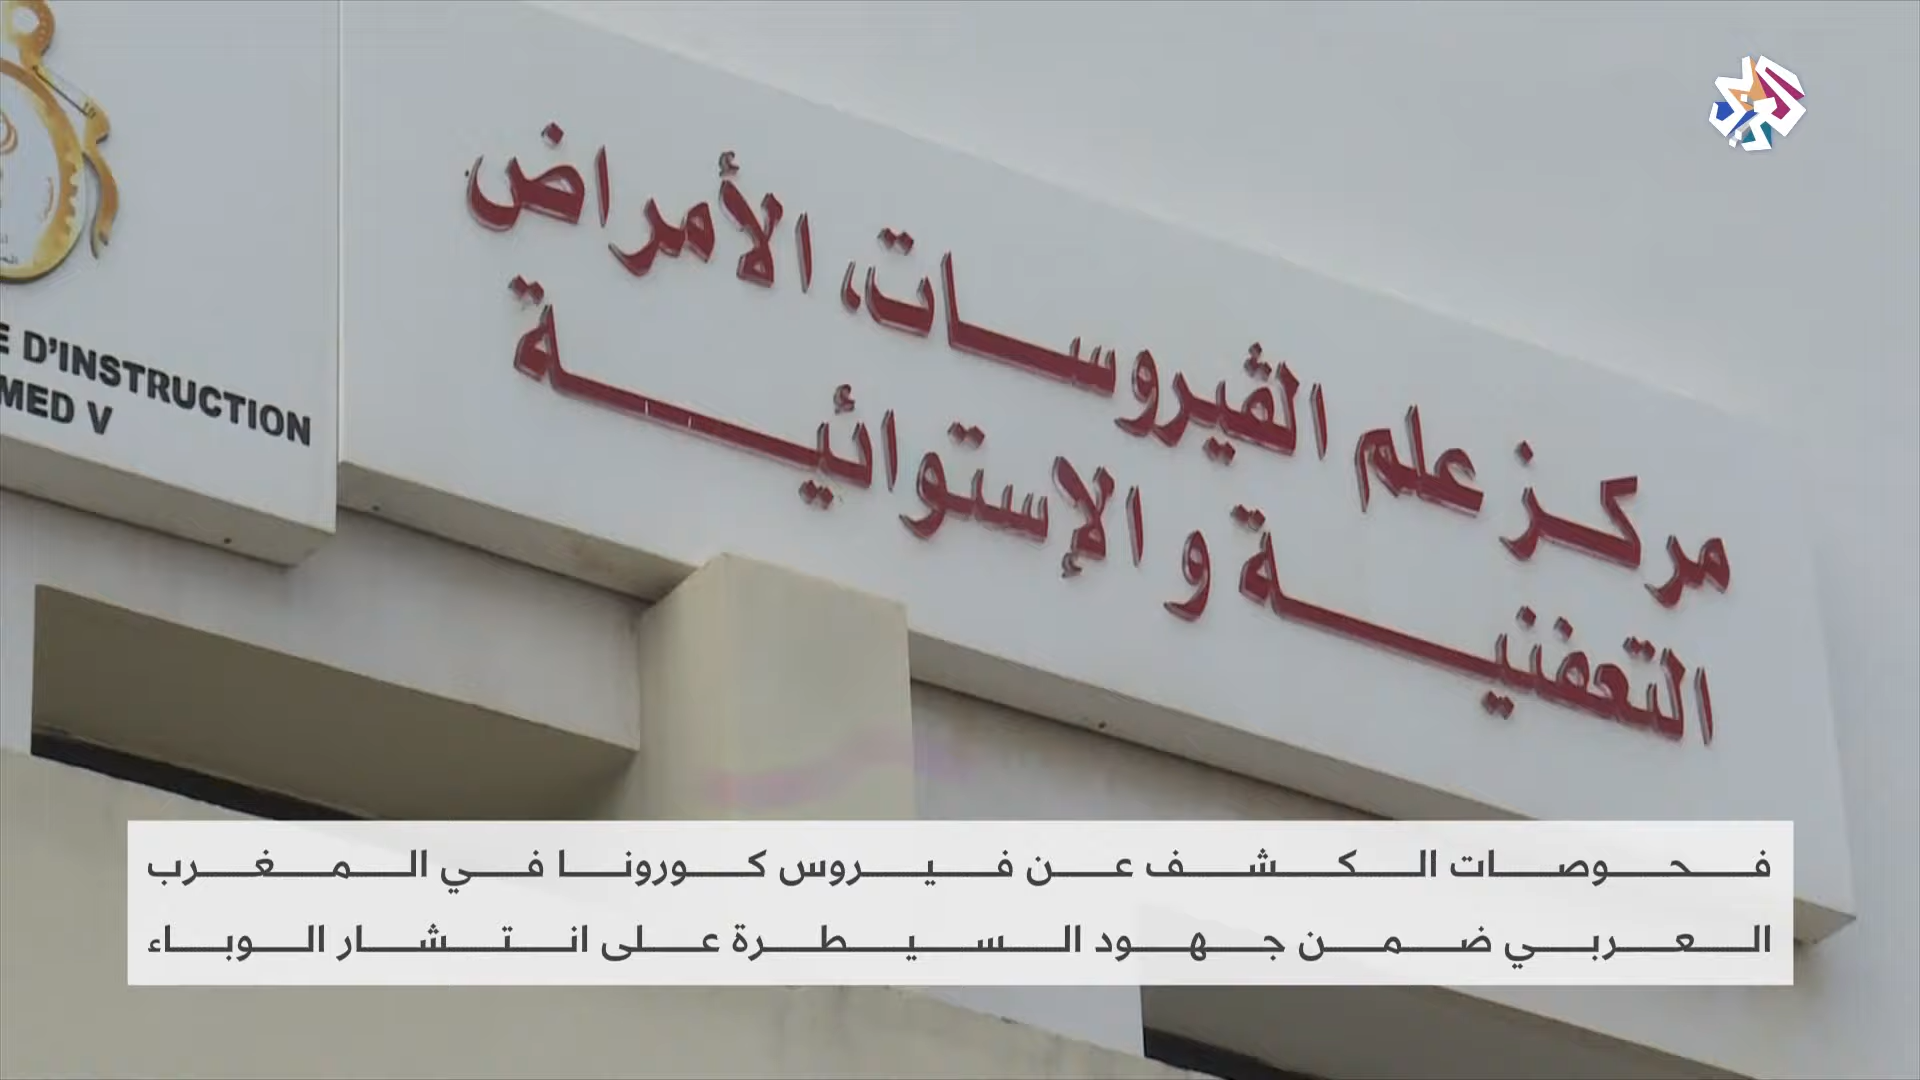 مركز علم الڤيروسات، الأمراض
التعفنية و الإستوائية
E D'INSTRUCTION
MED V
فحوصات الكشف عن فيروس كورونا في المغرب
العربي ضمن جهود السيطرة على انتشار الوباء